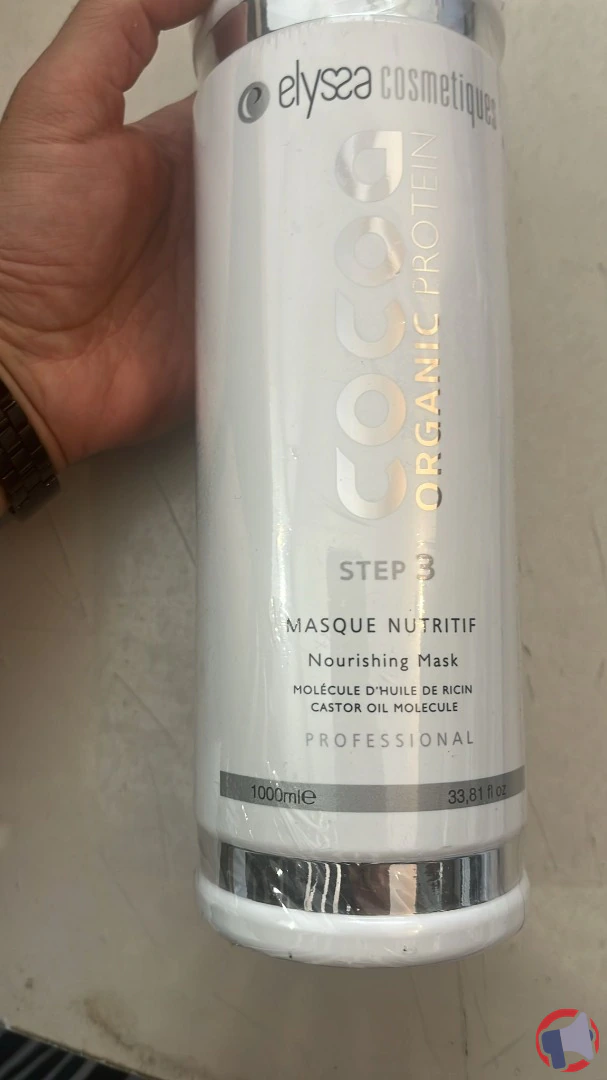 elyssa cosmetiques
cocoa
ORGANIC PROTEIN
STEP 3
MASQUE NUTRITIF
Nourishing Mask
MOLÉCULE D'HUILE DE RICIN
CASTOR OIL MOLECULE
PROFESSIONAL
1000ml℮ 33,81 fl oz